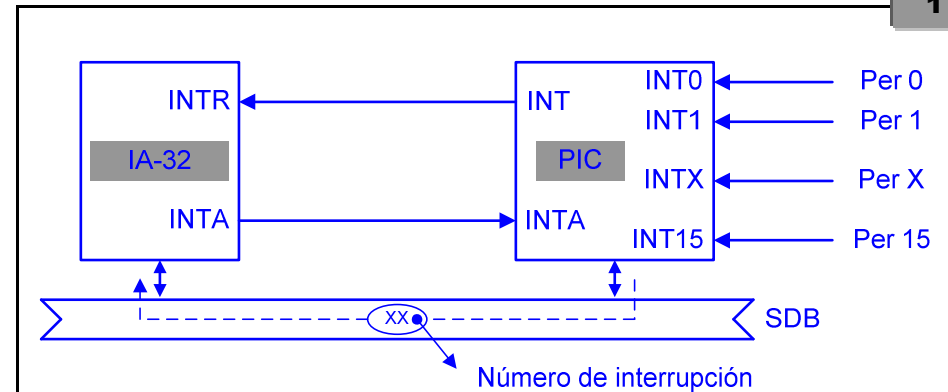 1
INTR
INT
INT0
Per 0
INT1
Per 1
IA-32
PIC
INTX
Per X
INTA
INTA
INT15
Per 15
XX
SDB
Número de interrupción